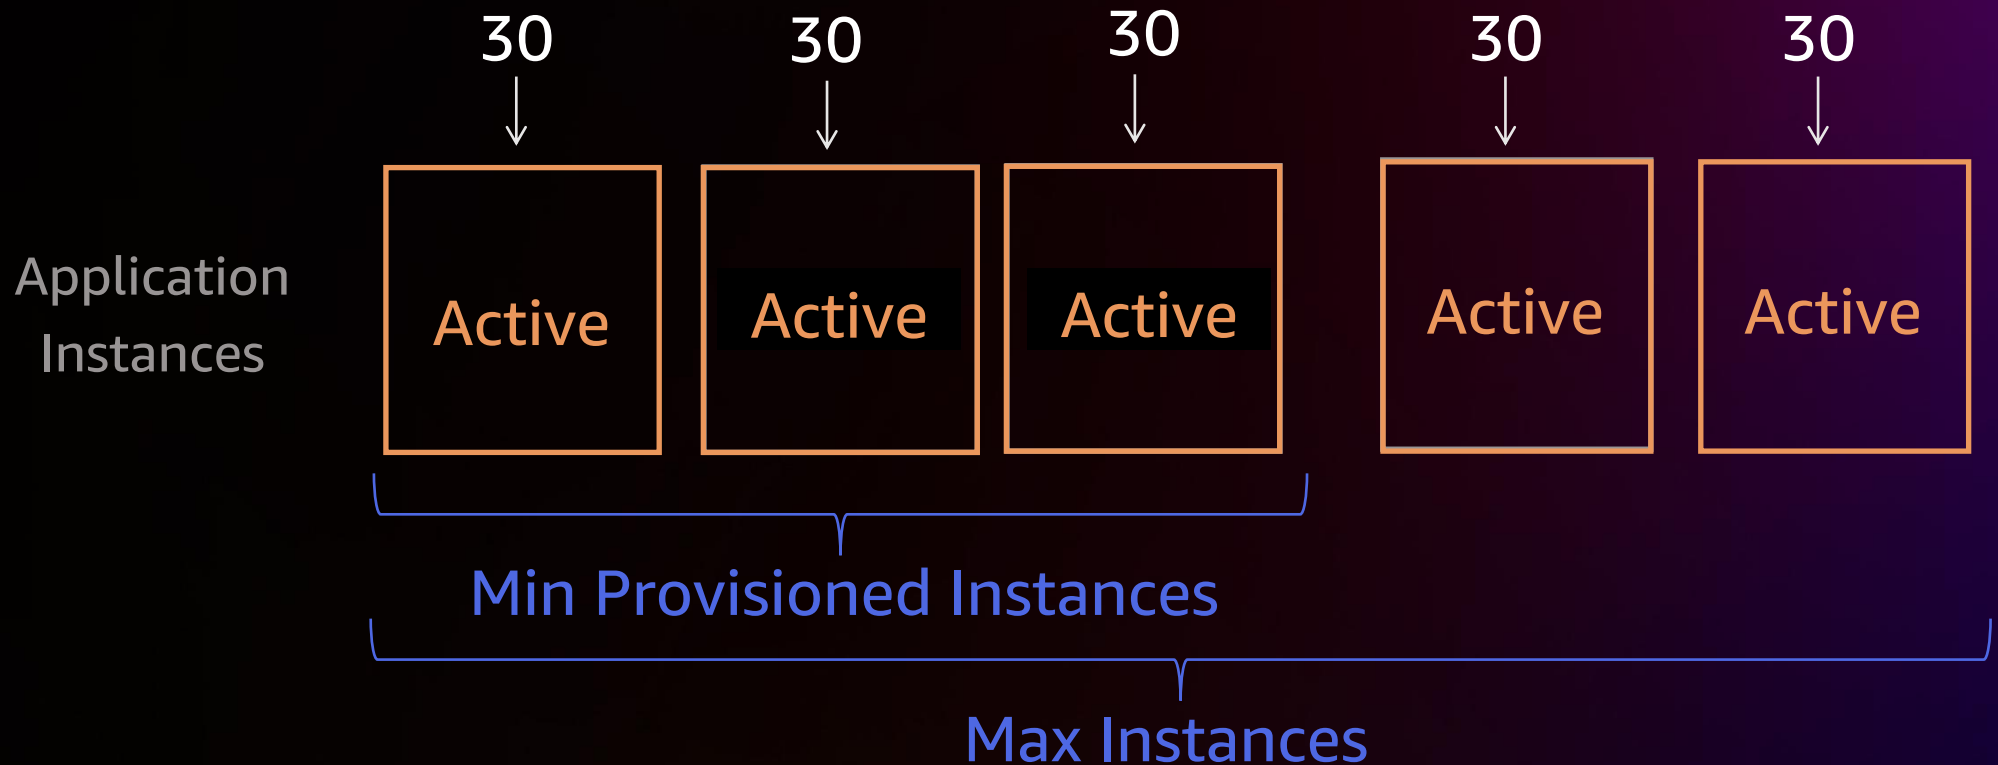 30 30 30 30 30
Application
Instances
Active Active Active Active Active
Min Provisioned Instances
Max Instances